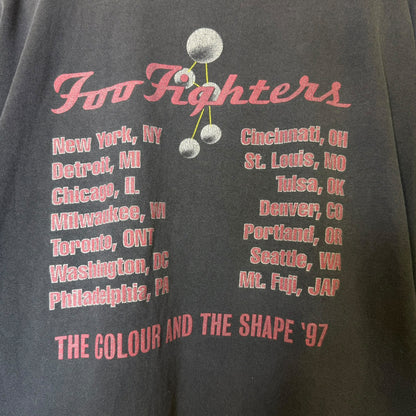 Foo Fighters
New York, NY
Detroit, MI
Chicago, IL
Milwaukee, WI
Toronto, ONT
Washington, DC
Philadelphia, PA
Cincinnati, OH
St. Louis, MO
Tulsa, OK
Denver, CO
Portland, OR
Seattle, WA
Mt. Fuji, JAP
THE COLOUR AND THE SHAPE '97